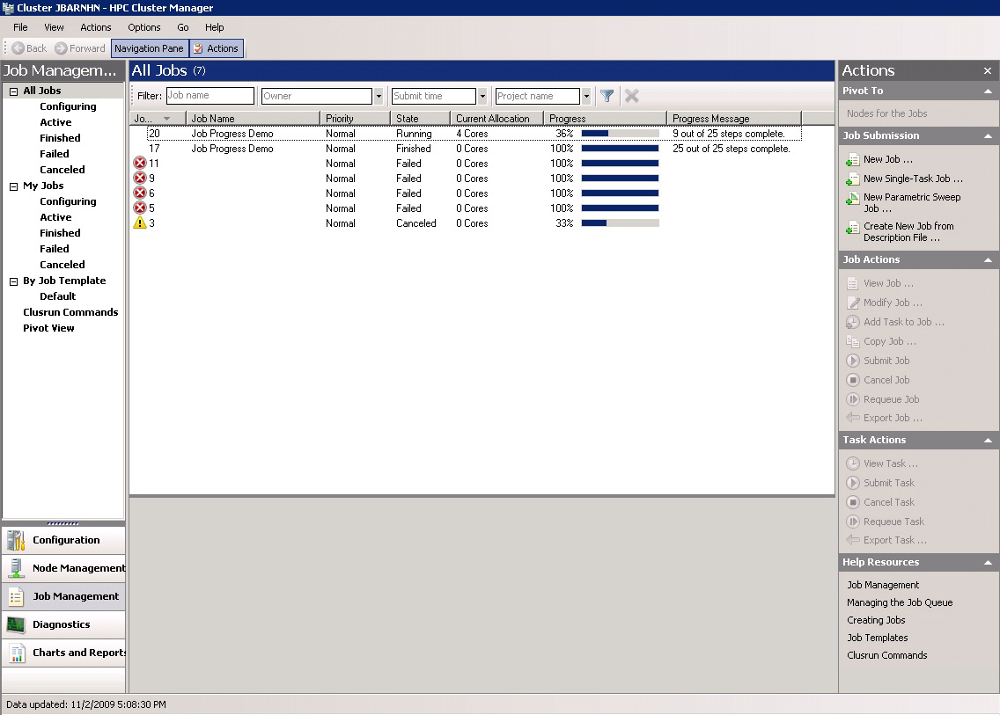 Cluster JBARNHN - HPC Cluster Manager
File View Actions Options Go Help
Back Forward Navigation Pane Actions
Job Managem...
All Jobs
Configuring
Active
Finished
Failed
Canceled
My Jobs
Configuring
Active
Finished
Failed
Canceled
By Job Template
Default
Clusrun Commands
Pivot View
Configuration
Node Management
Job Management
Diagnostics
Charts and Reports
All Jobs (7)
Filter: Job name Owner Submit time Project name
Jo... Job Name Priority State Current Allocation Progress Progress Message
20 Job Progress Demo Normal Running 4 Cores 36% 9 out of 25 steps complete.
17 Job Progress Demo Normal Finished 0 Cores 100% 25 out of 25 steps complete.
11 Normal Failed 0 Cores 100%
9 Normal Failed 0 Cores 100%
6 Normal Failed 0 Cores 100%
5 Normal Failed 0 Cores 100%
3 Normal Canceled 0 Cores 33%
Actions
Pivot To
Nodes for the Jobs
Job Submission
New Job ...
New Single-Task Job ...
New Parametric Sweep
Job ...
Create New Job from
Description File ...
Job Actions
View Job ...
Modify Job ...
Add Task to Job ...
Copy Job ...
Submit Job
Cancel Job
Requeue Job
Export Job ...
Task Actions
View Task ...
Submit Task
Cancel Task
Requeue Task
Export Task ...
Help Resources
Job Management
Managing the Job Queue
Creating Jobs
Job Templates
Clusrun Commands
Data updated: 11/2/2009 5:08:30 PM